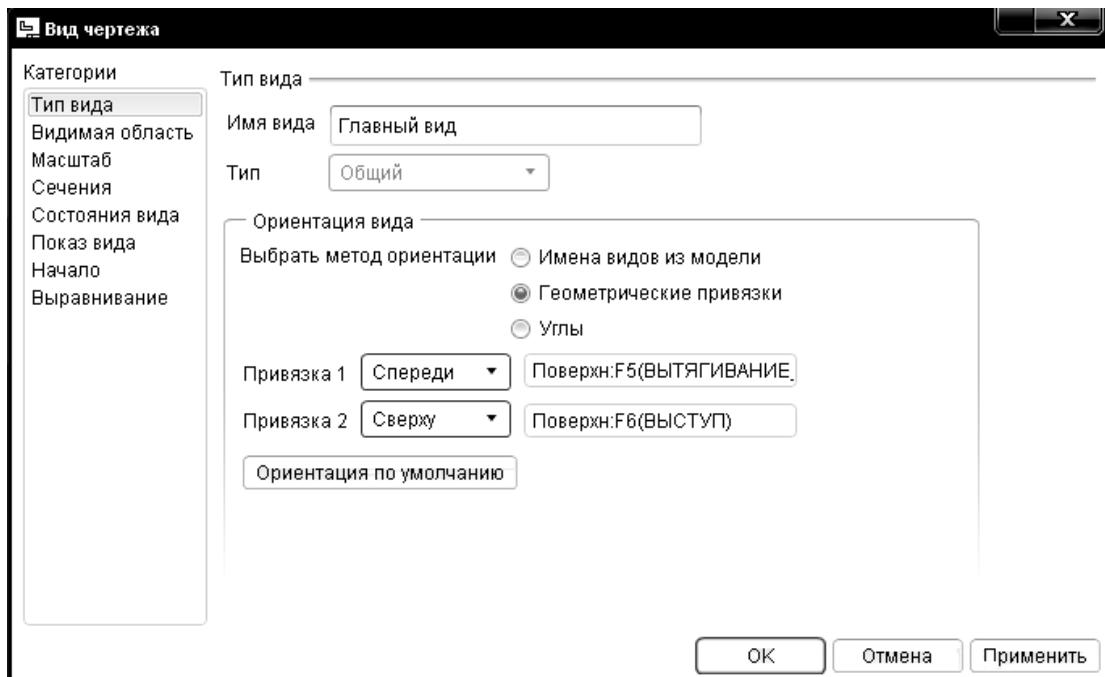 Вид чертежа
x
Категории
Тип вида
Видимая область
Масштаб
Сечения
Состояния вида
Показ вида
Начало
Выравнивание
Тип вида
Имя вида Главный вид
Тип Общий
Ориентация вида
Выбрать метод ориентации Имена видов из модели
Геометрические привязки
Углы
Привязка 1 Спереди Поверхн:F5(ВЫТЯГИВАНИЕ_
Привязка 2 Сверху Поверхн:F6(ВЫСТУП)
Ориентация по умолчанию
OK Отмена Применить